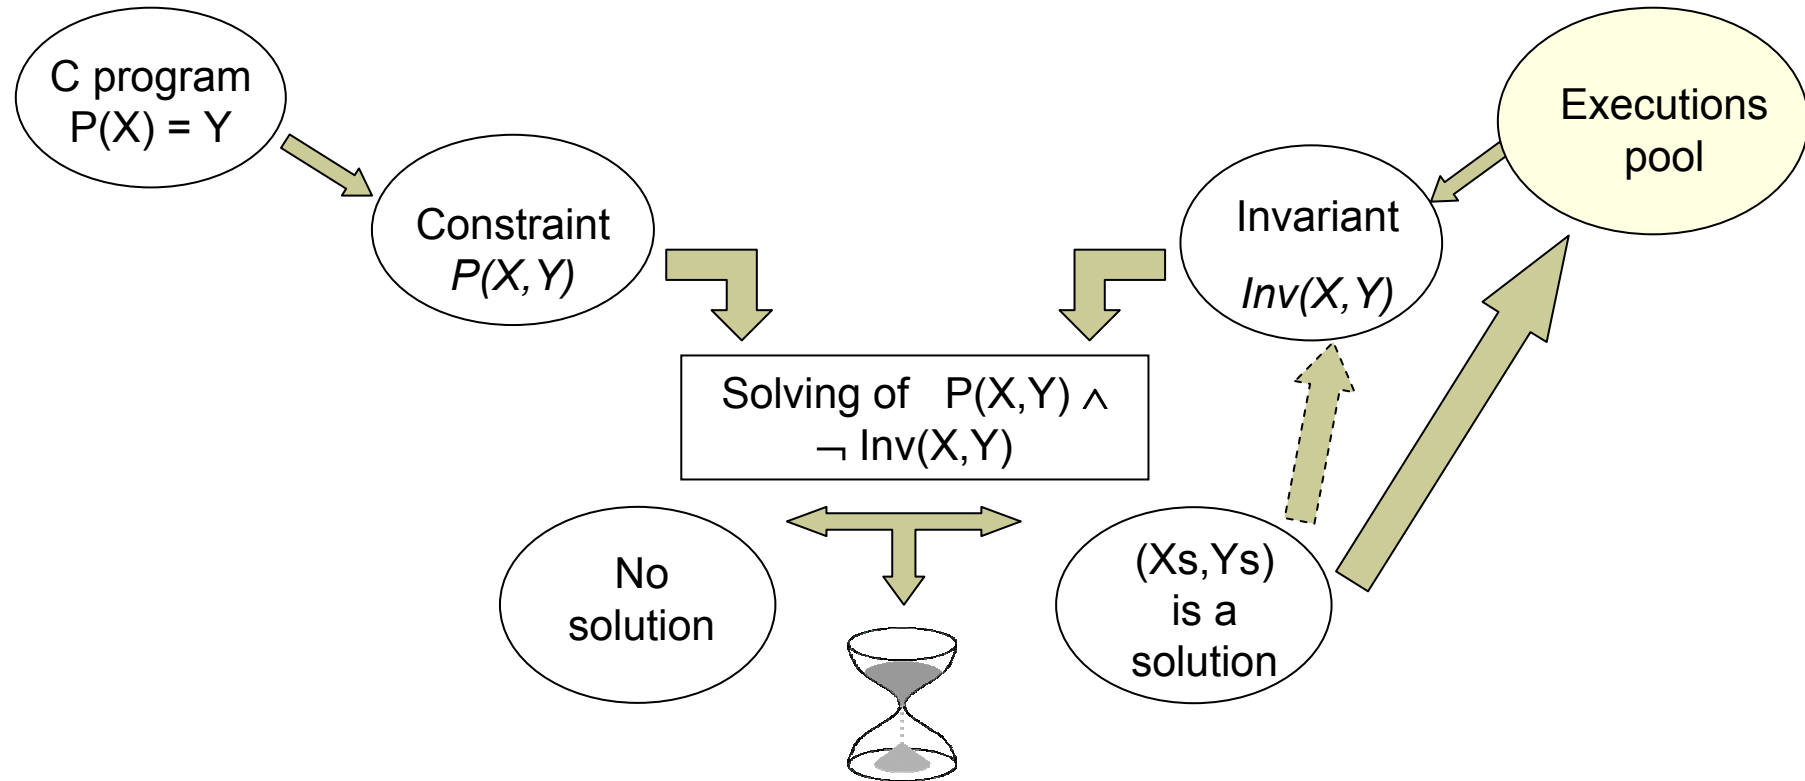 C program
P(X) = Y
Executions
pool
Constraint
P(X,Y)
Invariant
Inv(X,Y)
Solving of P(X,Y) ∧
¬ Inv(X,Y)
No
solution
(Xs,Ys)
is a
solution